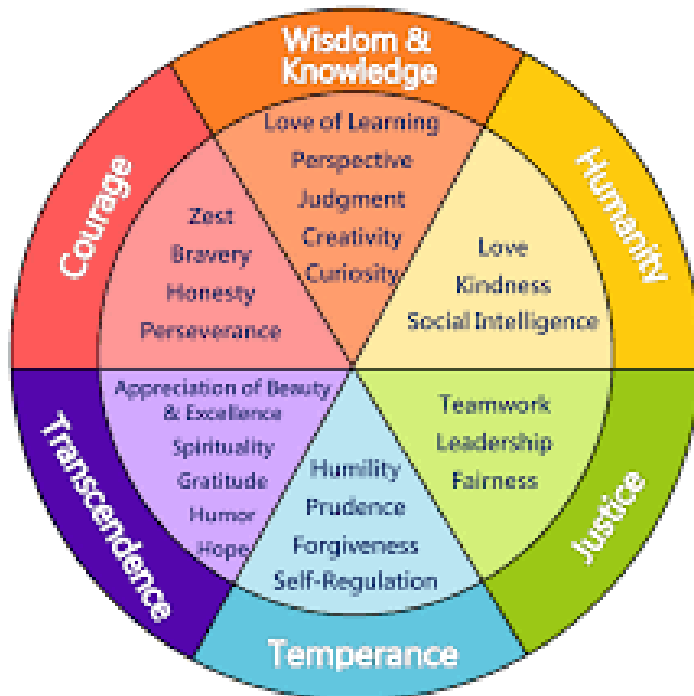 Wisdom &
Knowledge
Love of Learning
Perspective
Judgment
Creativity
Curiosity
Humanity
Love
Kindness
Social Intelligence
Justice
Teamwork
Leadership
Fairness
Temperance
Humility
Prudence
Forgiveness
Self-Regulation
Transcendence
Appreciation of Beauty
& Excellence
Spirituality
Gratitude
Humor
Hope
Courage
Zest
Bravery
Honesty
Perseverance